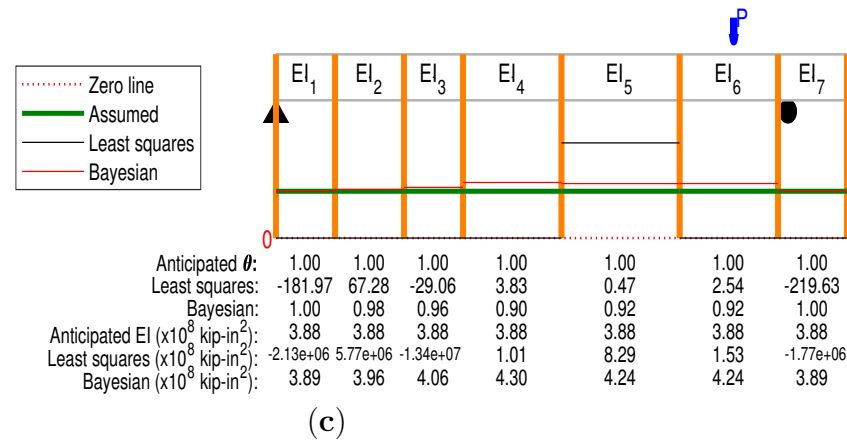 P
EI1 EI2 EI3 EI4 EI5 EI6 EI7
Zero line
Assumed
Least squares
Bayesian
0
Anticipated θ: 1.00 1.00 1.00 1.00 1.00 1.00 1.00
Least squares: -181.97 67.28 -29.06 3.83 0.47 2.54 -219.63
Bayesian: 1.00 0.98 0.96 0.90 0.92 0.92 1.00
Anticipated EI (x10^8 kip-in^2): 3.88 3.88 3.88 3.88 3.88 3.88 3.88
Least squares (x10^8 kip-in^2): -2.13e+06 5.77e+06 -1.34e+07 1.01 8.29 1.53 -1.77e+06
Bayesian (x10^8 kip-in^2): 3.89 3.96 4.06 4.30 4.24 4.24 3.89
(c)